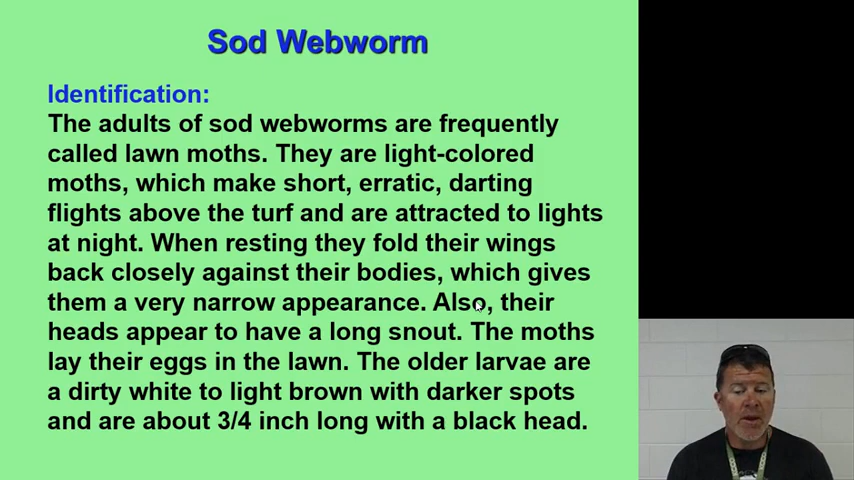 Sod Webworm
Identification:
The adults of sod webworms are frequently
called lawn moths. They are light-colored
moths, which make short, erratic, darting
flights above the turf and are attracted to lights
at night. When resting they fold their wings
back closely against their bodies, which gives
them a very narrow appearance. Also, their
heads appear to have a long snout. The moths
lay their eggs in the lawn. The older larvae are
a dirty white to light brown with darker spots
and are about 3/4 inch long with a black head.